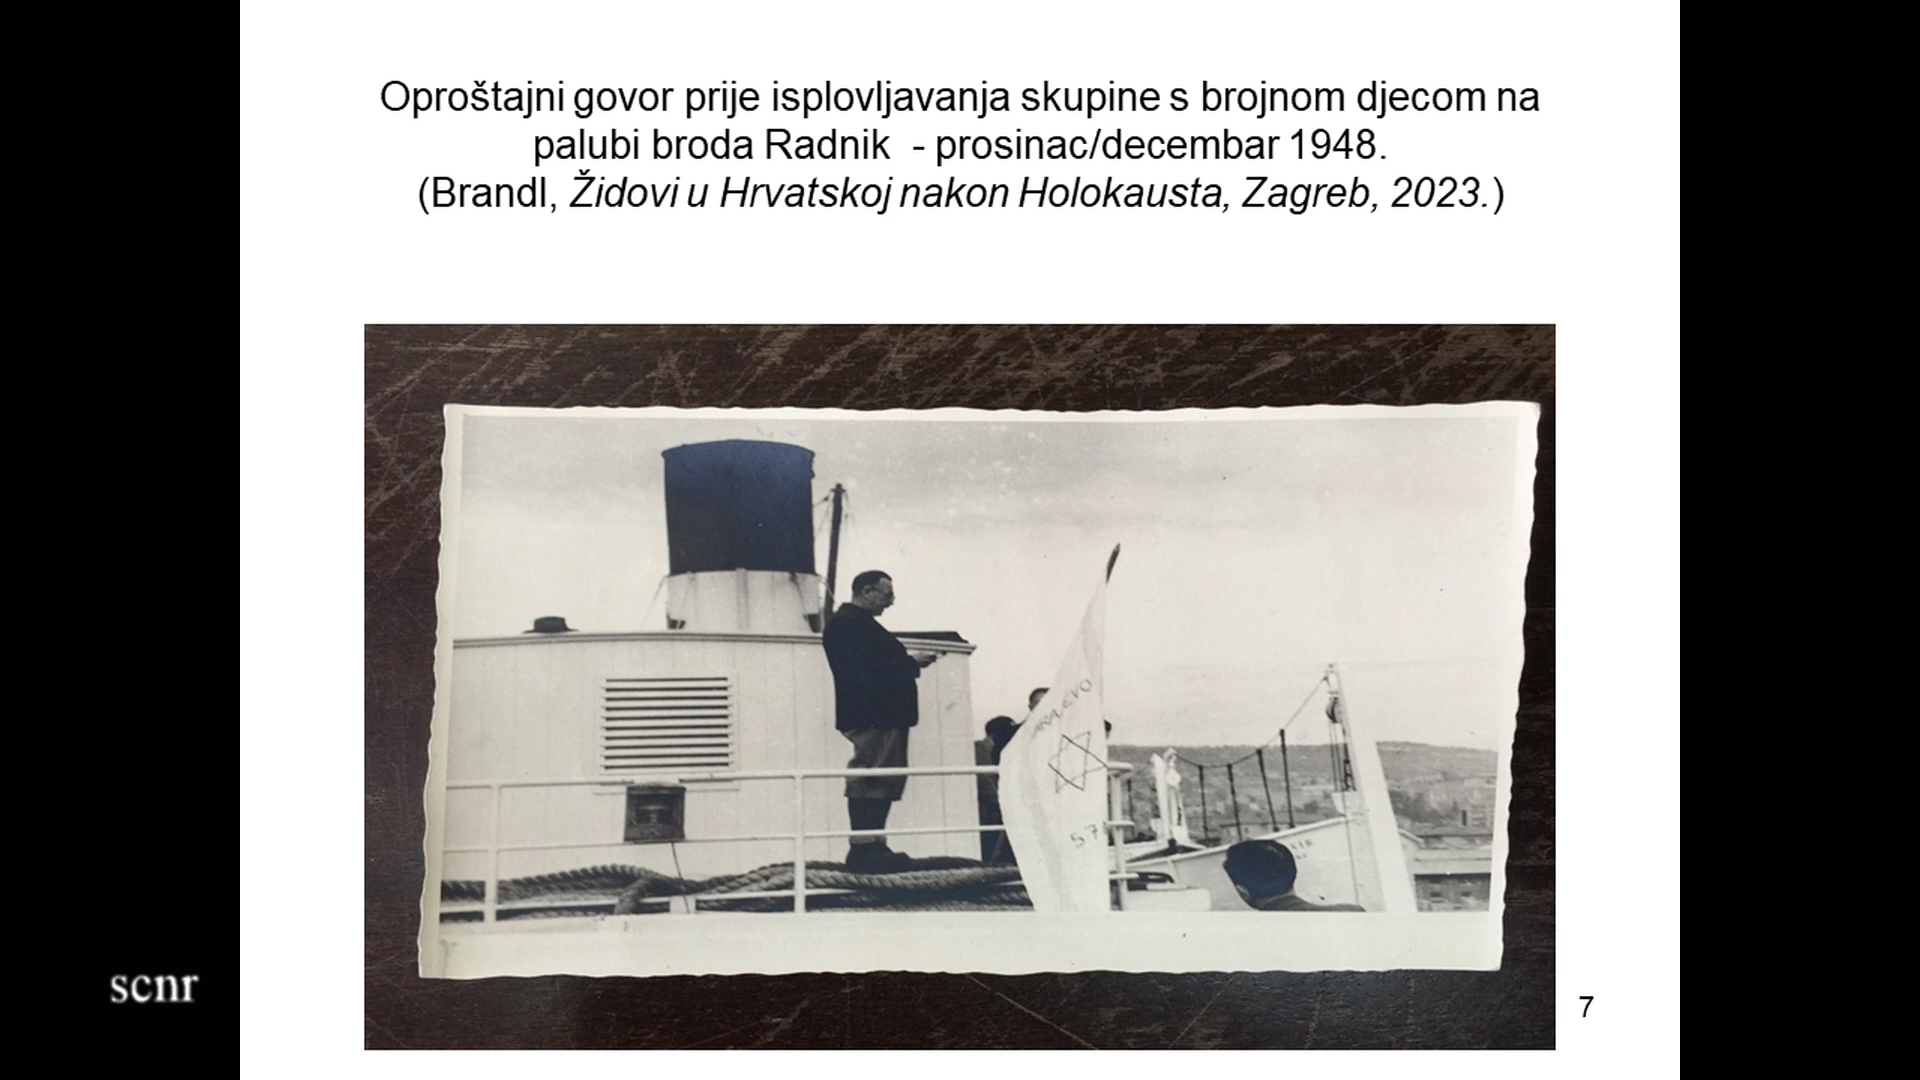 Oproštajni govor prije isplovljavanja skupine s brojnom djecom na
palubi broda Radnik - prosinac/decembar 1948.
(Brandl, Židovi u Hrvatskoj nakon Holokausta, Zagreb, 2023.)
57
scnr
7